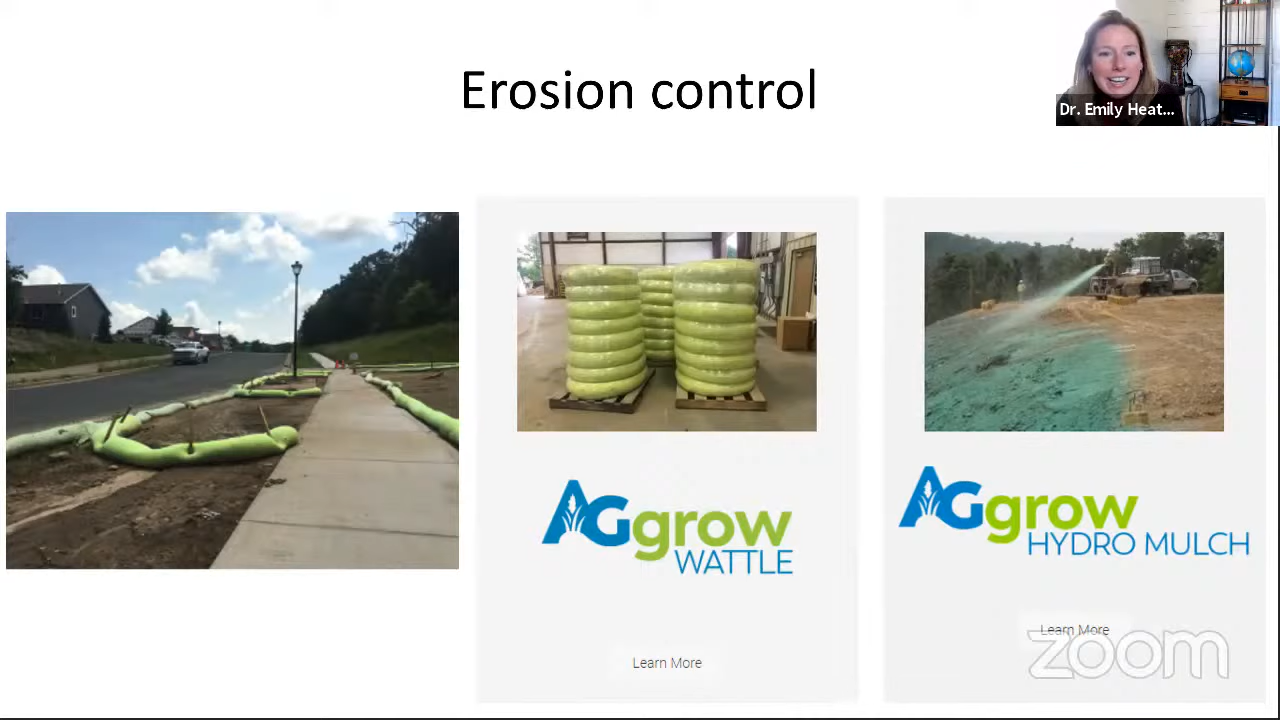 Erosion control
Dr. Emily Heat...
AGgrow
WATTLE
Learn More
AGgrow
HYDRO MULCH
Learn More
zoom